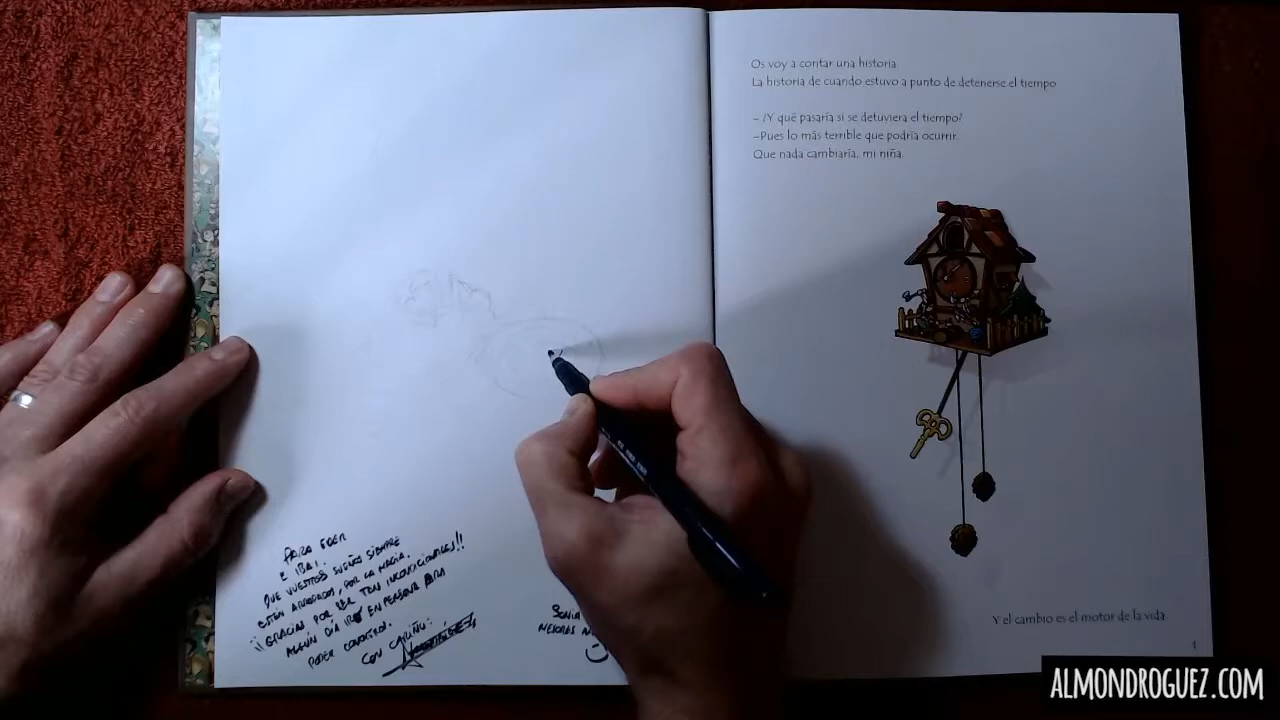 PARA EDER
E IBAI.
QUE VUESTROS SUEÑOS SIEMPRE
ESTÉN POR LA MAGIA.
¡¡GRACIAS POR SER TAN INCONDICIONALES!!
ALGÚN DÍA IRÉ EN PERSONA PARA
PODER CONOCEROS.
CON CARIÑO:
SONIA
MEJORES
Os voy a contar una historia
La historia de cuando estuvo a punto de detenerse el tiempo
– ¿Y qué pasaría si se detuviera el tiempo?
–Pues lo más terrible que podría ocurrir.
Que nada cambiaría, mi niña.
Y el cambio es el motor de la vida.
1
ALMONDROGUEZ.COM